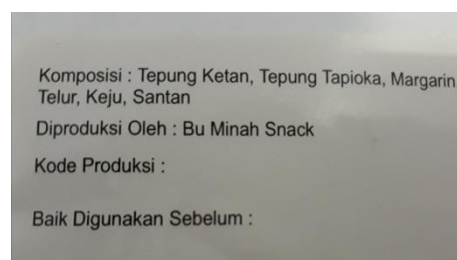 Komposisi : Tepung Ketan, Tepung Tapioka, Margarin
Telur, Keju, Santan
Diproduksi Oleh : Bu Minah Snack
Kode Produksi :
Baik Digunakan Sebelum :